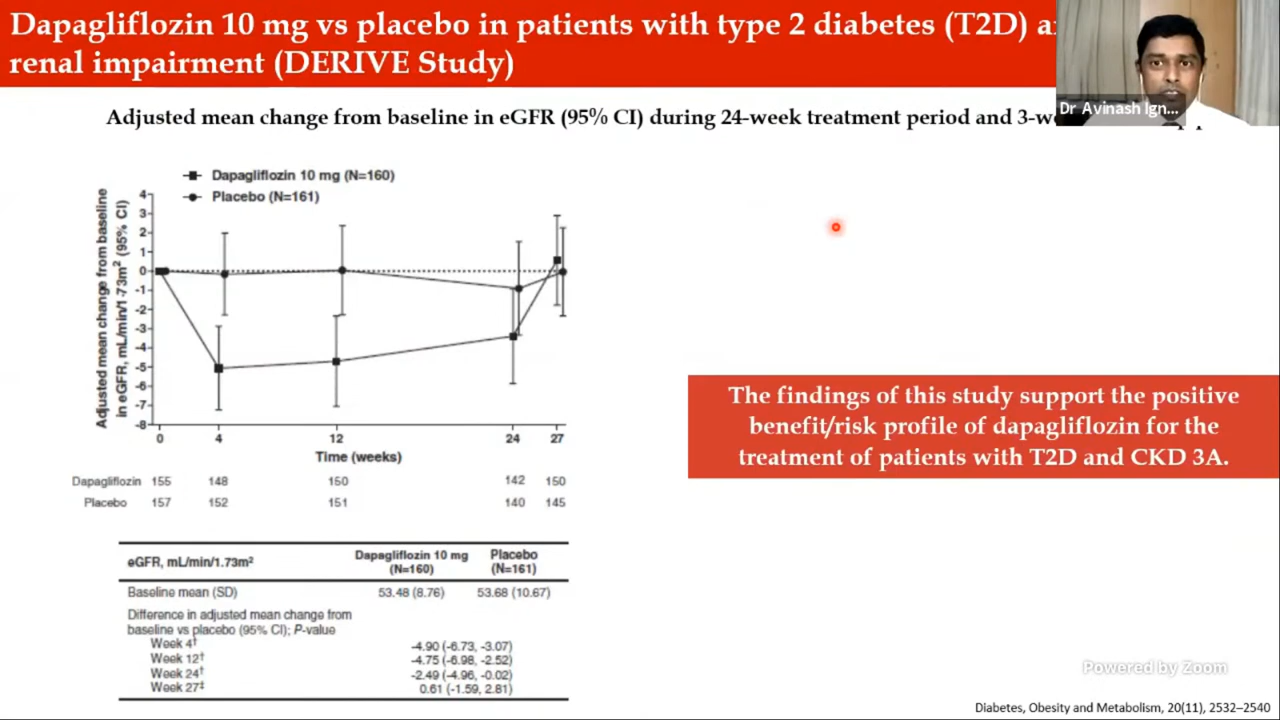 Dapagliflozin 10 mg vs placebo in patients with type 2 diabetes (T2D)
renal impairment (DERIVE Study)
Dr Avinash Ign...
Adjusted mean change from baseline in eGFR (95% CI) during 24-week treatment period and
Dapagliflozin 10 mg (N=160)
Placebo (N=161)
Adjusted mean change from baseline
in eGFR, mL/min/1·73m² (95% CI)
4
3
2
1
0
-1
-2
-3
-4
-5
-6
-7
-8
0 4 12 24 27
Time (weeks)
Dapagliflozin 155 148 150 142 150
Placebo 157 152 151 140 145
The findings of this study support the positive
benefit/risk profile of dapagliflozin for the
treatment of patients with T2D and CKD 3A.
eGFR, mL/min/1.73m² Dapagliflozin 10 mg Placebo
(N=160) (N=161)
Baseline mean (SD) 53.48 (8.76) 53.68 (10.67)
Difference in adjusted mean change from
baseline vs placebo (95% CI); P-value
Week 4† -4.90 (-6.73, -3.07)
Week 12† -4.75 (-6.98, -2.52)
Week 24† -2.49 (-4.96, -0.02)
Week 27‡ 0.61 (-1.59, 2.81)
Powered by Zoom
Diabetes, Obesity and Metabolism, 20(11), 2532–2540